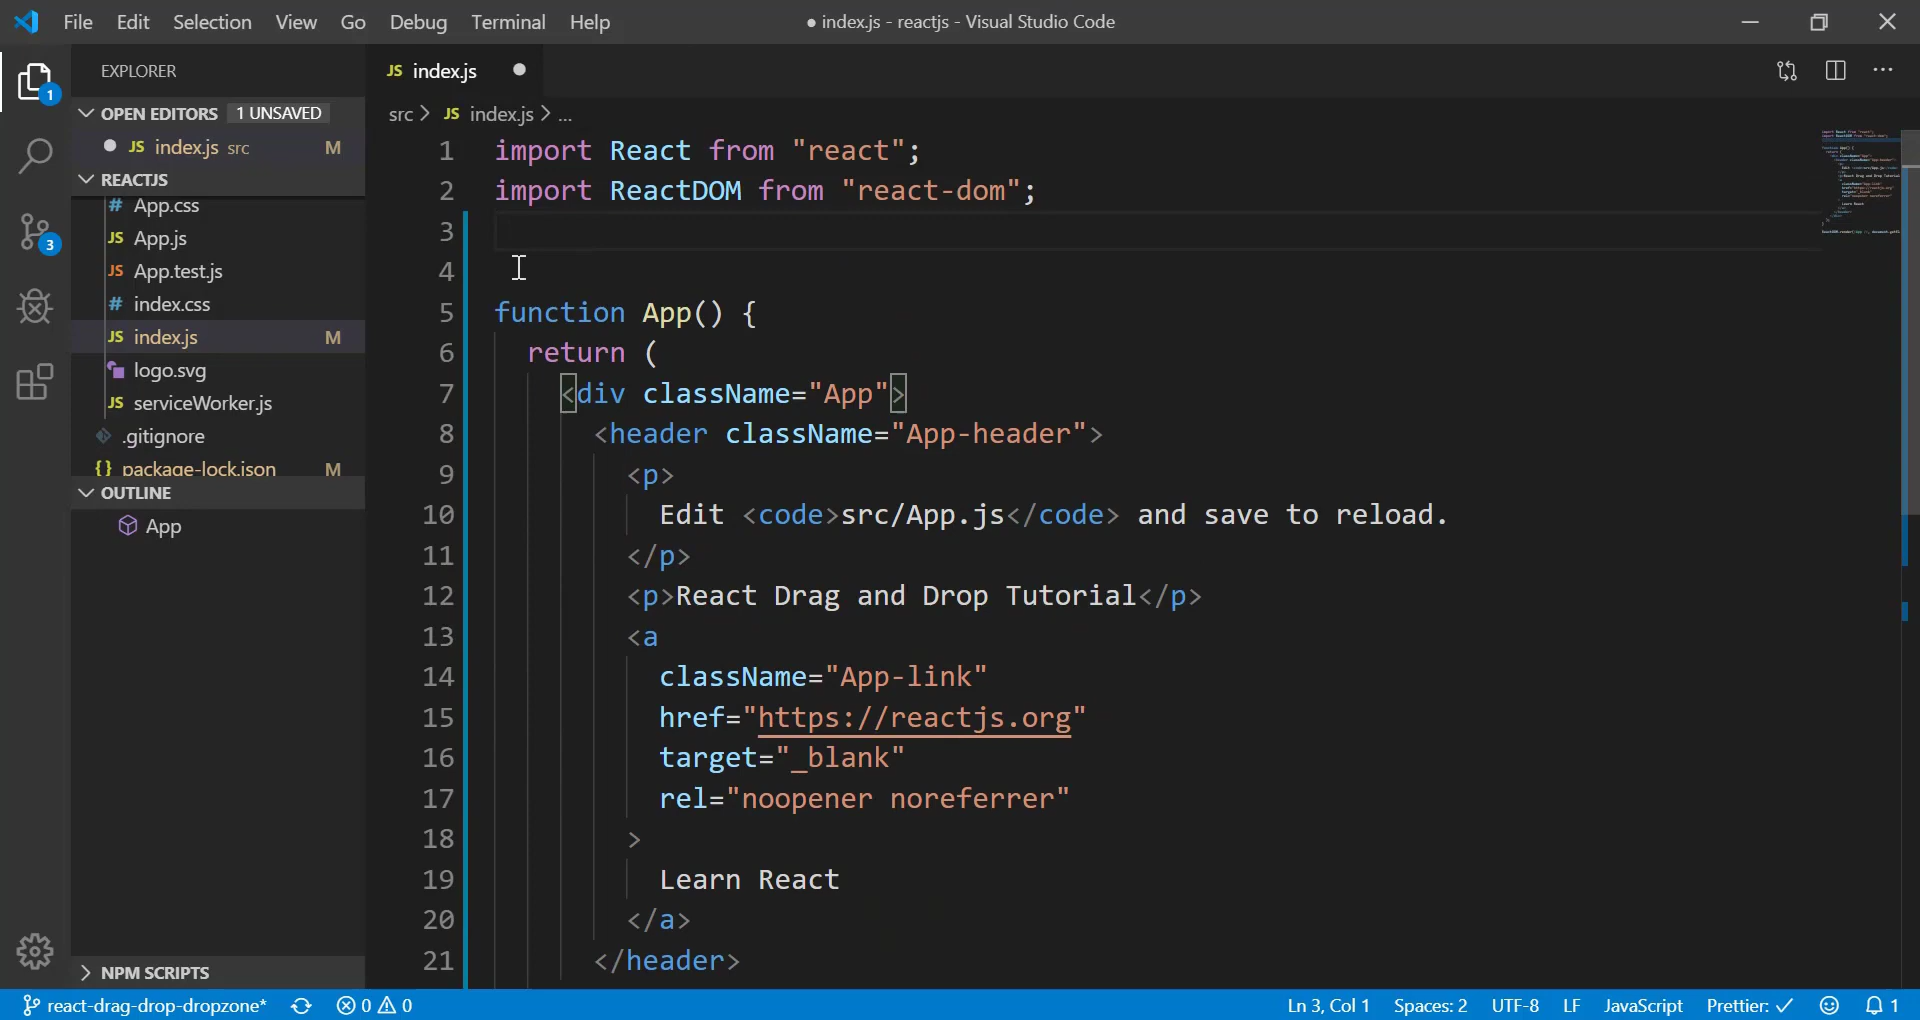 File Edit Selection View Go Debug Terminal Help
● index.js - reactjs - Visual Studio Code
EXPLORER
OPEN EDITORS 1 UNSAVED
JS index.js src M
REACTJS
# App.css
JS App.js
JS App.test.js
# index.css
JS index.js M
logo.svg
JS serviceWorker.js
.gitignore
{} package-lock.json M
OUTLINE
App
NPM SCRIPTS
1
3
JS index.js
src > JS index.js > ...
1 import React from "react";
2 import ReactDOM from "react-dom";
3
4
5 function App() {
6 return (
7 <div className="App">
8 <header className="App-header">
9 <p>
10 Edit <code>src/App.js</code> and save to reload.
11 </p>
12 <p>React Drag and Drop Tutorial</p>
13 <a
14 className="App-link"
15 href="https://reactjs.org"
16 target="_blank"
17 rel="noopener noreferrer"
18 >
19 Learn React
20 </a>
21 </header>
react-drag-drop-dropzone* 0 0 Ln 3, Col 1 Spaces: 2 UTF-8 LF JavaScript Prettier: ✓ 1